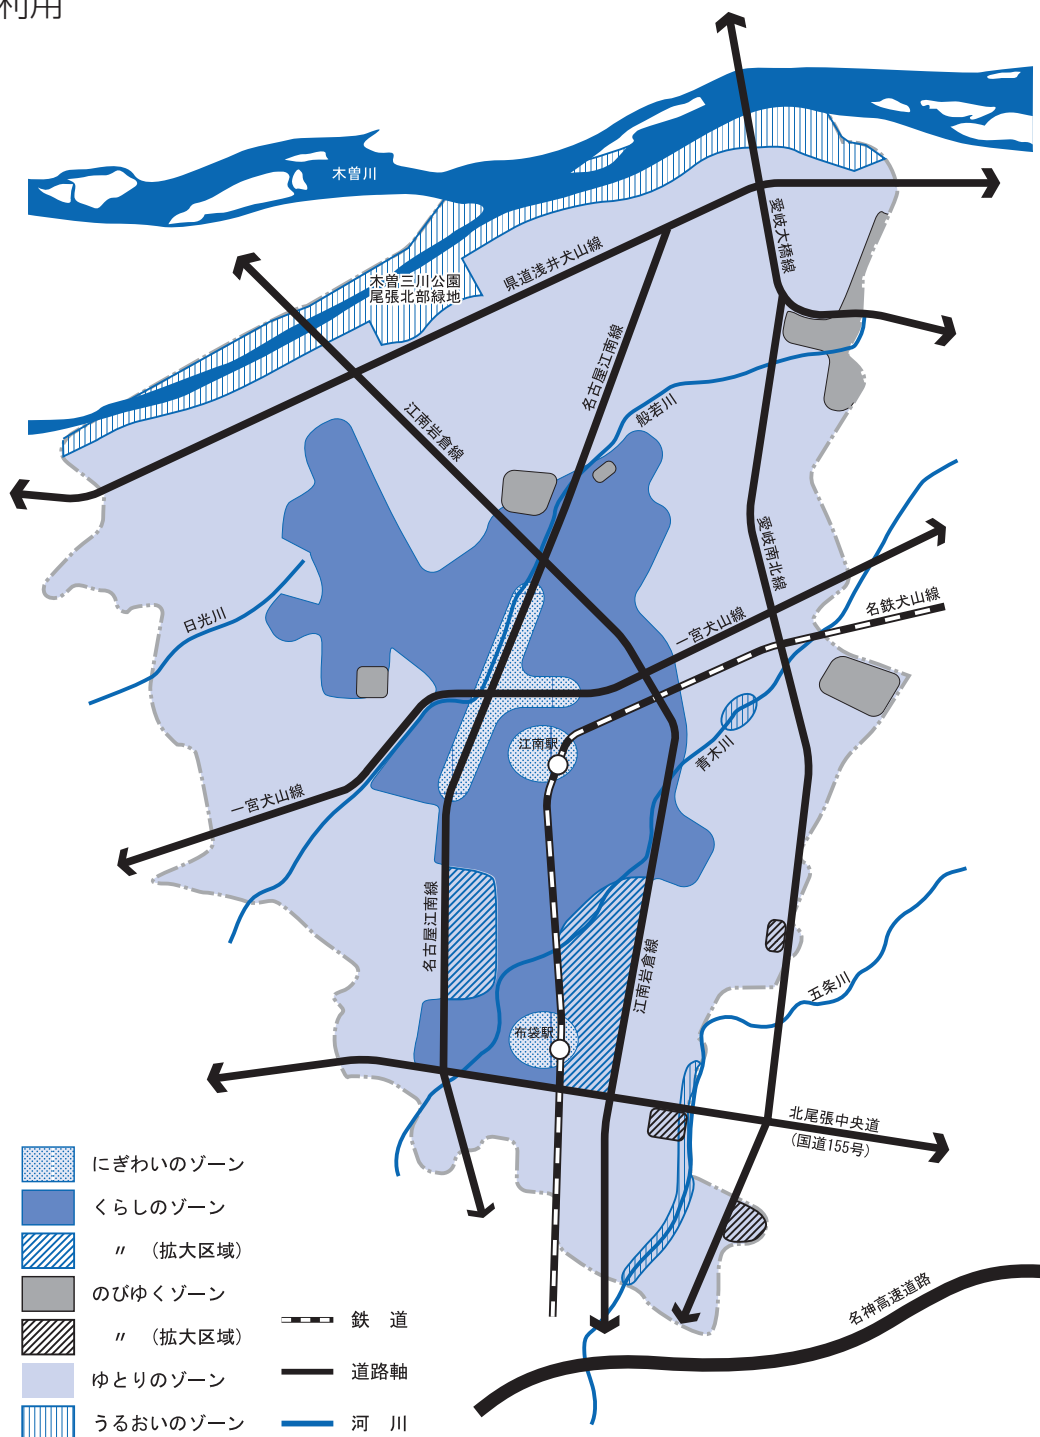 利用
木曽川
木曽三川公園
尾張北部緑地
県道浅井犬山線
愛岐大橋線
名古屋江南線
般若川
江南岩倉線
愛岐南北線
名鉄犬山線
日光川
一宮犬山線
江南駅
青木川
一宮犬山線
名古屋江南線
江南岩倉線
五条川
布袋駅
北尾張中央道
(国道155号)
名神高速道路
にぎわいのゾーン
くらしのゾーン
〃 (拡大区域)
のびゆくゾーン
〃 (拡大区域)
ゆとりのゾーン
うるおいのゾーン
鉄 道
道路軸
河 川